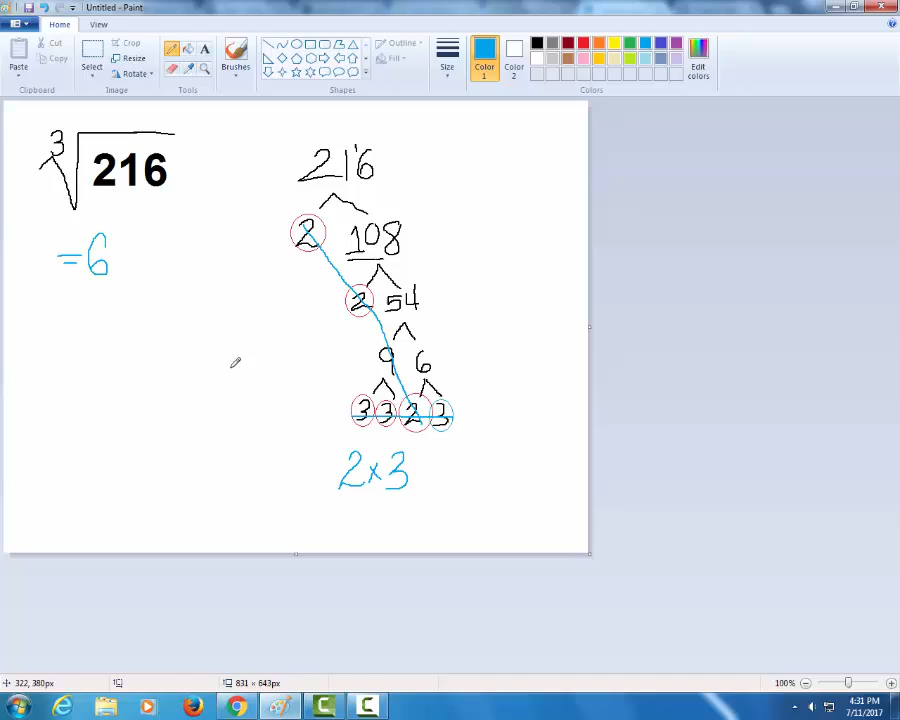 Untitled - Paint
Home View
Paste
Cut
Copy
Clipboard
Select
Crop
Resize
Rotate
Image
A
Tools
Brushes
Outline
Fill
Shapes
Size
Color 1
Color 2
Edit colors
Colors
3
216
= 6
216
2 108
2 54
9 6
3 3 2 3
2 x 3
322, 380px
831 × 643px
100%
4:31 PM
7/11/2017